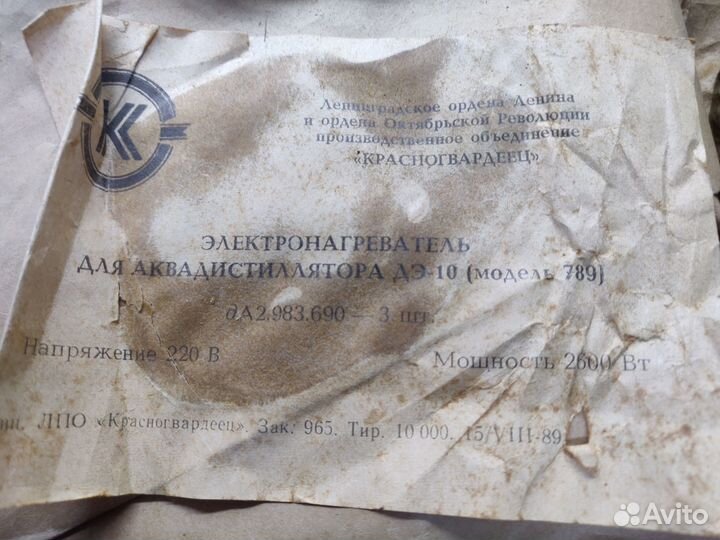 Ленинградское ордена Ленина
и ордена Октябрьской Революции
производственное объединение
«КРАСНОГВАРДЕЕЦ»
ЭЛЕКТРОНАГРЕВАТЕЛЬ
ДЛЯ АКВАДИСТИЛЛЯТОРА ДЭ-10 (модель 789)
дА2.983.690 — 3 шт.
Напряжение 220 В
Мощность 2600 Вт
ЛПО «Красногвардеец». Зак. 965. Тир. 10 000. 15/VIII-89
Avito